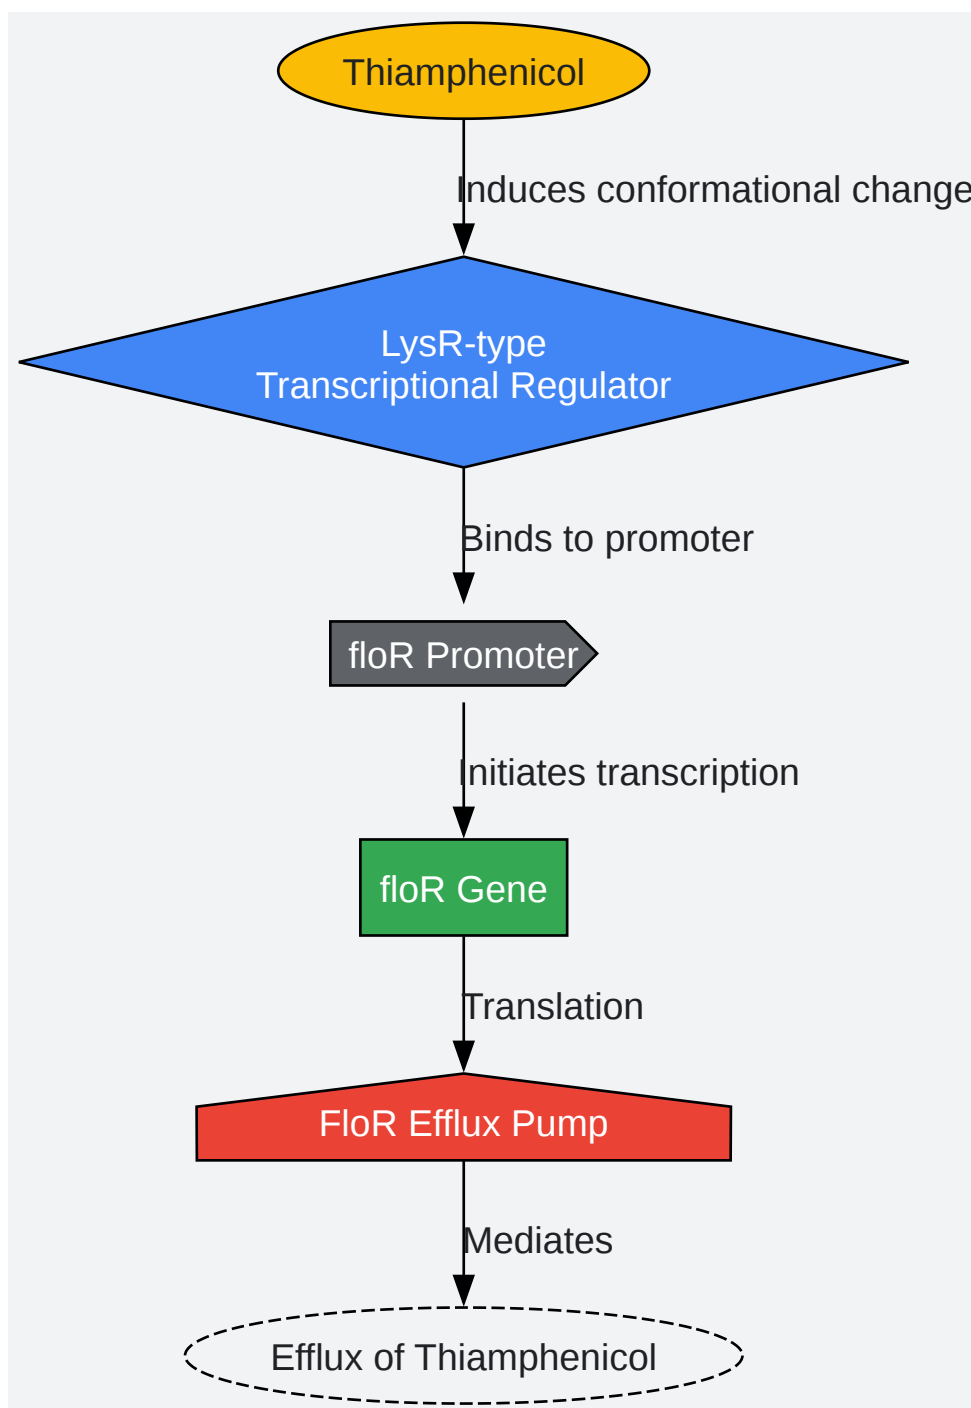 Thiamphenicol
Induces conformational change
LysR-type
Transcriptional Regulator
Binds to promoter
floR Promoter
Initiates transcription
floR Gene
Translation
FloR Efflux Pump
Mediates
Efflux of Thiamphenicol